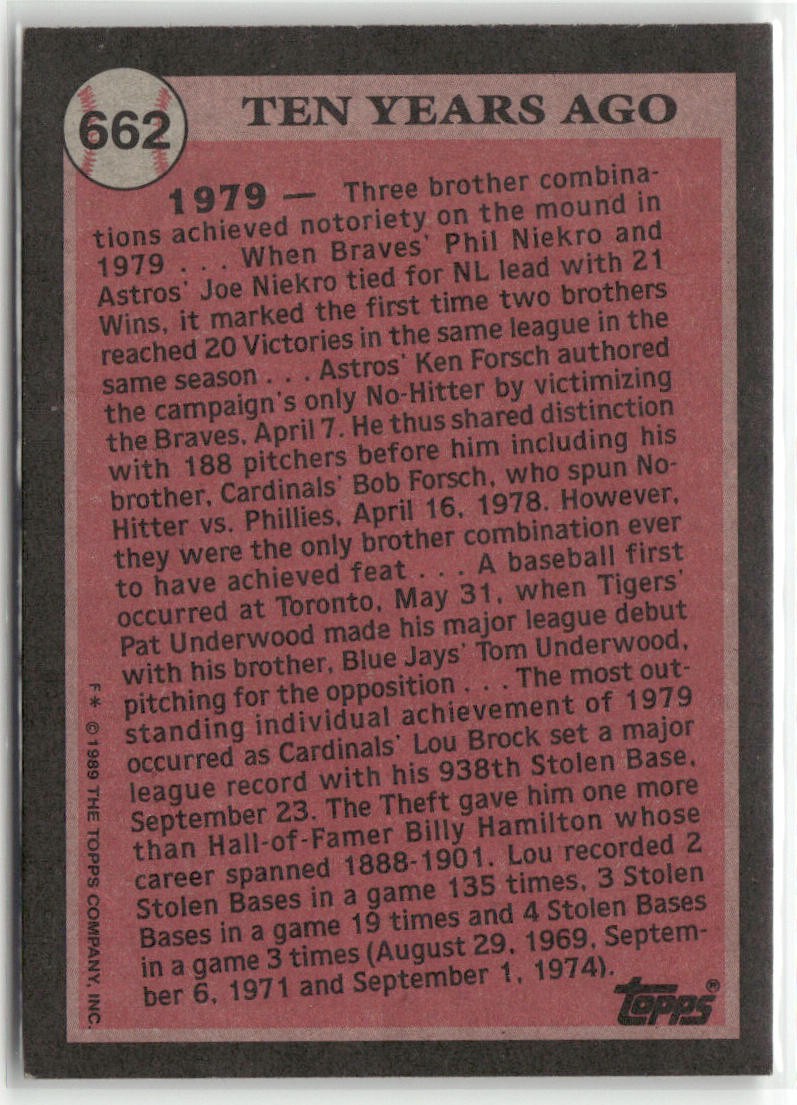 662
TEN YEARS AGO
1979 — Three brother combina-
tions achieved notoriety on the mound in
1979 . . . When Braves' Phil Niekro and
Astros' Joe Niekro tied for NL lead with 21
Wins, it marked the first time two brothers
reached 20 Victories in the same league in the
same season . . . Astros' Ken Forsch authored
the campaign's only No-Hitter by victimizing
the Braves, April 7. He thus shared distinction
with 188 pitchers before him including his
brother, Cardinals' Bob Forsch, who spun No-
Hitter vs. Phillies, April 16, 1978. However,
they were the only brother combination ever
to have achieved feat . . . A baseball first
occurred at Toronto, May 31, when Tigers'
Pat Underwood made his major league debut
with his brother, Blue Jays' Tom Underwood,
pitching for the opposition . . . The most out-
standing individual achievement of 1979
occurred as Cardinals' Lou Brock set a major
league record with his 938th Stolen Base,
September 23. The Theft gave him one more
than Hall-of-Famer Billy Hamilton whose
career spanned 1888-1901. Lou recorded 2
Stolen Bases in a game 135 times, 3 Stolen
Bases in a game 19 times and 4 Stolen Bases
in a game 3 times (August 29, 1969, Septem-
ber 6, 1971 and September 1, 1974).
F* © 1989 THE TOPPS COMPANY, INC.
topps®